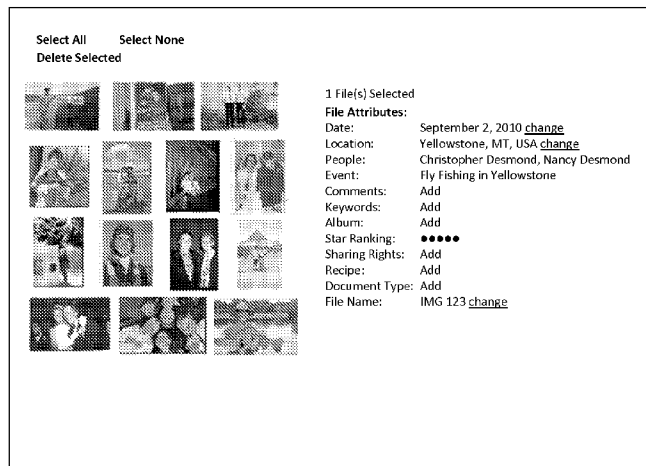 Select All Select None
Delete Selected
1 File(s) Selected
File Attributes:
Date: September 2, 2010 change
Location: Yellowstone, MT, USA change
People: Christopher Desmond, Nancy Desmond
Event: Fly Fishing in Yellowstone
Comments: Add
Keywords: Add
Album: Add
Star Ranking: ●●●●●
Sharing Rights: Add
Recipe: Add
Document Type: Add
File Name: IMG 123 change